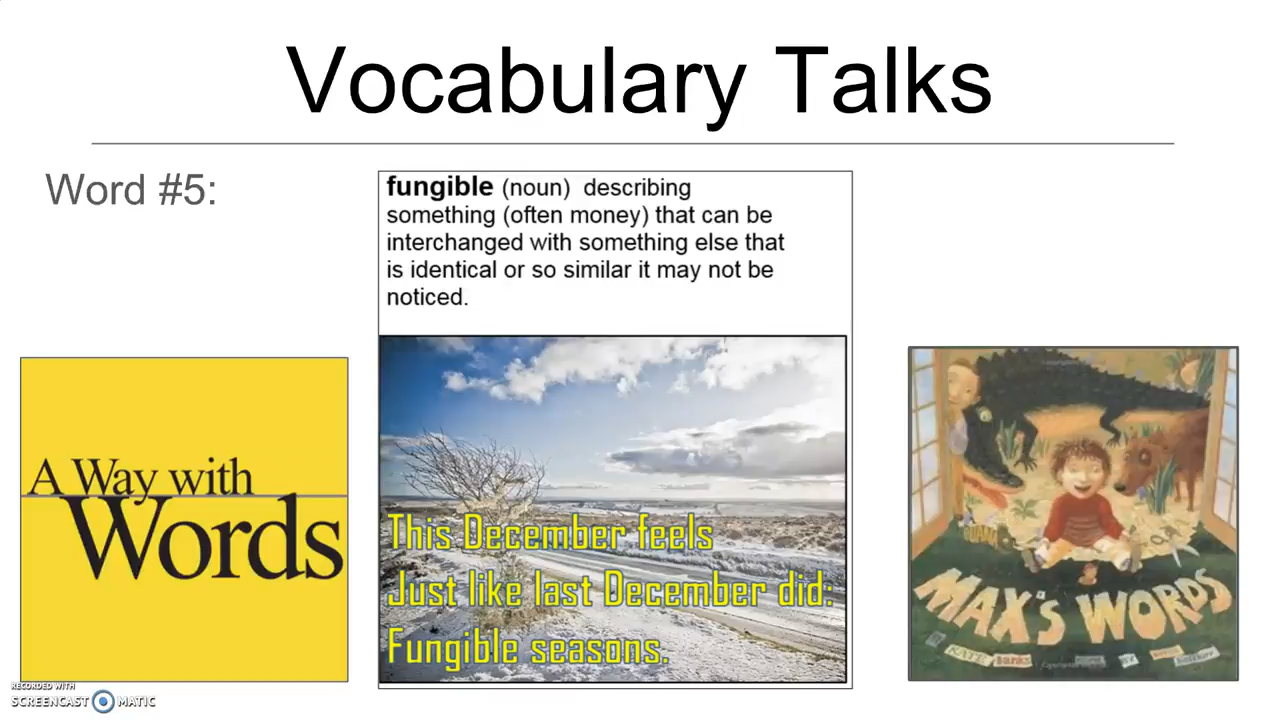 Vocabulary Talks
Word #5:
fungible (noun) describing
something (often money) that can be
interchanged with something else that
is identical or so similar it may not be
noticed.
This December feels
Just like last December did:
Fungible seasons.
A Way with
Words
MAX'S WORDS
KATE Banks
RECORDED WITH
SCREENCAST MATIC